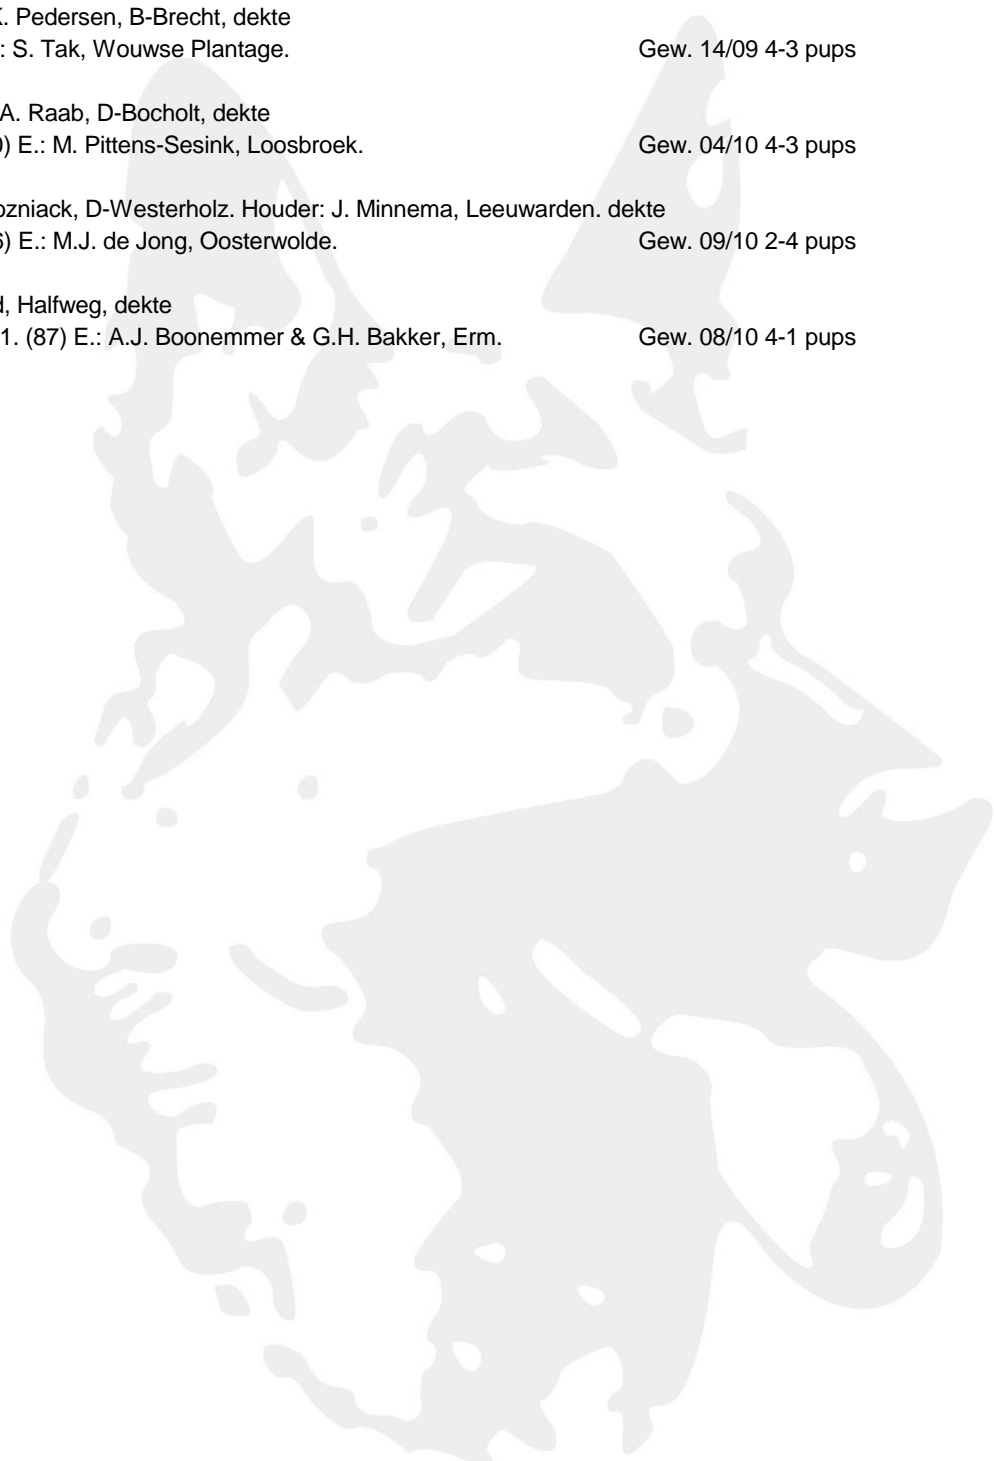 K. Pedersen, B-Brecht, dekte
: S. Tak, Wouwse Plantage. Gew. 14/09 4-3 pups
A. Raab, D-Bocholt, dekte
) E.: M. Pittens-Sesink, Loosbroek. Gew. 04/10 4-3 pups
ozniack, D-Westerholz. Houder: J. Minnema, Leeuwarden. dekte
6) E.: M.J. de Jong, Oosterwolde. Gew. 09/10 2-4 pups
, Halfweg, dekte
1. (87) E.: A.J. Boonemmer & G.H. Bakker, Erm. Gew. 08/10 4-1 pups